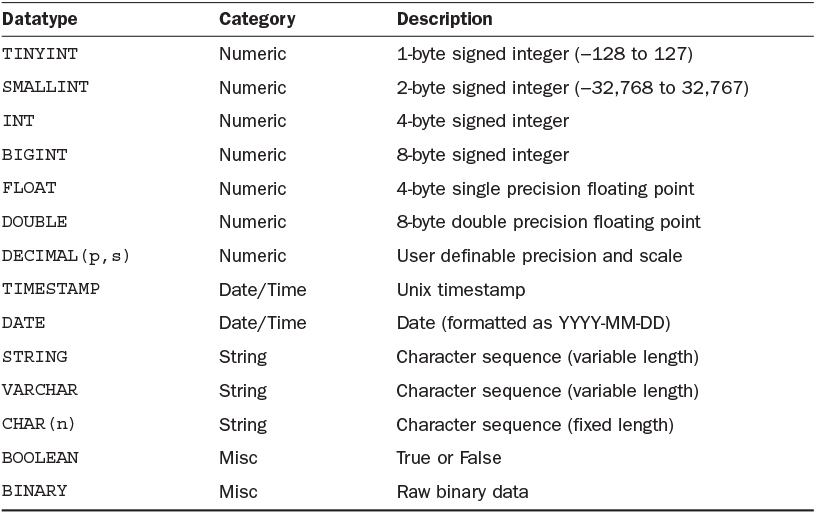 Datatype Category Description
TINYINT Numeric 1-byte signed integer (−128 to 127)
SMALLINT Numeric 2-byte signed integer (−32,768 to 32,767)
INT Numeric 4-byte signed integer
BIGINT Numeric 8-byte signed integer
FLOAT Numeric 4-byte single precision floating point
DOUBLE Numeric 8-byte double precision floating point
DECIMAL(p,s) Numeric User definable precision and scale
TIMESTAMP Date/Time Unix timestamp
DATE Date/Time Date (formatted as YYYY-MM-DD)
STRING String Character sequence (variable length)
VARCHAR String Character sequence (variable length)
CHAR(n) String Character sequence (fixed length)
BOOLEAN Misc True or False
BINARY Misc Raw binary data